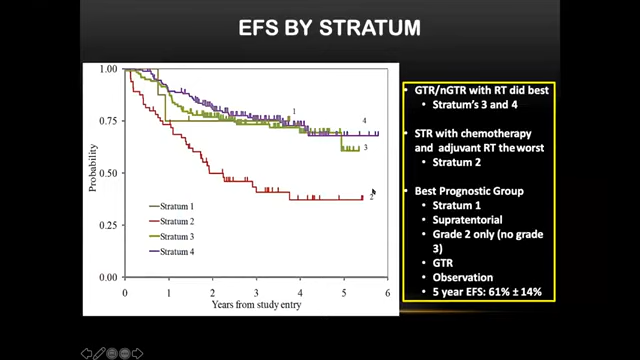 EFS BY STRATUM
1.00
0.75
0.50
0.25
0.00
Probability
0
1
2
3
4
5
6
Years from study entry
1
4
3
2
Stratum 1
Stratum 2
Stratum 3
Stratum 4
GTR/nGTR with RT did best
Stratum's 3 and 4
STR with chemotherapy
and adjuvant RT the worst
Stratum 2
Best Prognostic Group
Stratum 1
Supratentorial
Grade 2 only (no grade
3)
GTR
Observation
5 year EFS: 61% ± 14%